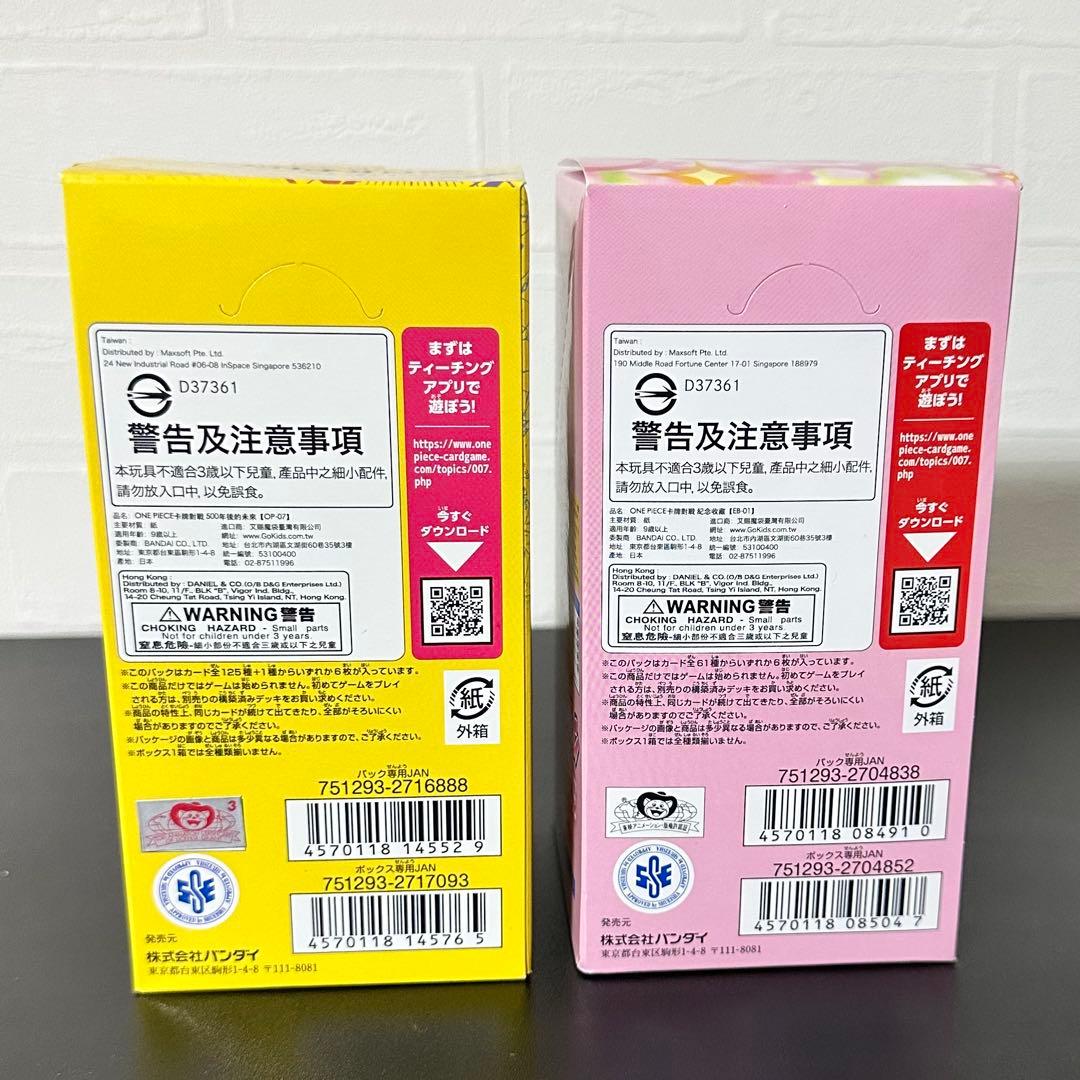 Taiwan :
Distributed by : Maxsoft Pte. Ltd.
24 New Industrial Road #06-08 InSpace Singapore 536210
D37361
警告及注意事項
本玩具不適合3歲以下兒童,產品中之細小配件,
請勿放入口中,以免誤食。
品名: ONE PIECE卡牌對戰 500年後的未來【OP-07】
主要材質: 紙 進口商: 艾賜魔袋臺灣有限公司
適用年齡: 9歲以上 網址: www.GoKids.com.tw
委製商: BANDAI CO., LTD. 地址: 台北市內湖區文湖街60巷35號3樓
地址: 東京都台東區駒形1-4-8 統一編號: 53100400
產地: 日本 電話: 02-87511996
Hong Kong :
Distributed by : DANIEL & CO. (O/B D&G Enterprises Ltd.)
Room 8-10, 11/F., BLK "B", Vigor Ind. Bldg.,
14-20 Cheung Tat Road, Tsing Yi Island, NT, Hong Kong.
WARNING 警告
CHOKING HAZARD - Small parts
Not for children under 3 years.
窒息危險-細小部份不適合三歲或以下之兒童
まずは
ティーチング
アプリで
遊ぼう!
https://www.one
piece-cardgame.
com/topics/007.
php
今すぐ
ダウンロード
※このパックはカード全125種+1種からいずれか6枚が入っています。
※この商品だけではゲームは始められません。初めてゲームをプレイ
される方は、別売りの構築済みデッキをお買い求めください。
※商品の特性上、同じカードが続けて出てきたり、全部がそろいにくい
場合がありますのでご了承ください。
※パッケージの画像と商品は多少異なる場合がありますので、ご了承ください。
※ボックス1箱では全種類揃いません。
紙
外箱
パック専用JAN
751293-2716888
4570118 14552 9
ボックス専用JAN
751293-2717093
4570118 14576 5
3
発売元
株式会社バンダイ
東京都台東区駒形1-4-8 〒111-8081
Taiwan :
Distributed by : Maxsoft Pte. Ltd.
190 Middle Road Fortune Center 17-01 Singapore 188979
D37361
警告及注意事項
本玩具不適合3歲以下兒童,產品中之細小配件,
請勿放入口中,以免誤食。
品名: ONE PIECE卡牌對戰 紀念收藏【EB-01】
主要材質: 紙 進口商: 艾賜魔袋臺灣有限公司
適用年齡: 9歲以上 網址: www.GoKids.com.tw
委製商: BANDAI CO., LTD. 地址: 台北市內湖區文湖街60巷35號3樓
地址: 東京都台東區駒形1-4-8 統一編號: 53100400
產地: 日本 電話: 02-87511996
Hong Kong :
Distributed by : DANIEL & CO. (O/B D&G Enterprises Ltd.)
Room 8-10, 11/F., BLK "B", Vigor Ind. Bldg.,
14-20 Cheung Tat Road, Tsing Yi Island, NT, Hong Kong.
WARNING 警告
CHOKING HAZARD - Small parts
Not for children under 3 years.
窒息危險-細小部份不適合三歲或以下之兒童
まずは
ティーチング
アプリで
遊ぼう!
https://www.one
piece-cardgame.
com/topics/007.
php
今すぐ
ダウンロード
※このパックはカード全61種からいずれか6枚が入っています。
※この商品だけではゲームは始められません。初めてゲームをプレイ
される方は、別売りの構築済みデッキをお買い求めください。
※商品の特性上、同じカードが続けて出てきたり、全部がそろいにくい
場合がありますのでご了承ください。
※パッケージの画像と商品は多少異なる場合がありますので、ご了承ください。
※ボックス1箱では全種類揃いません。
紙
外箱
パック専用JAN
751293-2704838
4570118 08491 0
ボックス専用JAN
751293-2704852
4570118 08504 7
東映アニメーション・版権許諾証
発売元
株式会社バンダイ
東京都台東区駒形1-4-8 〒111-8081